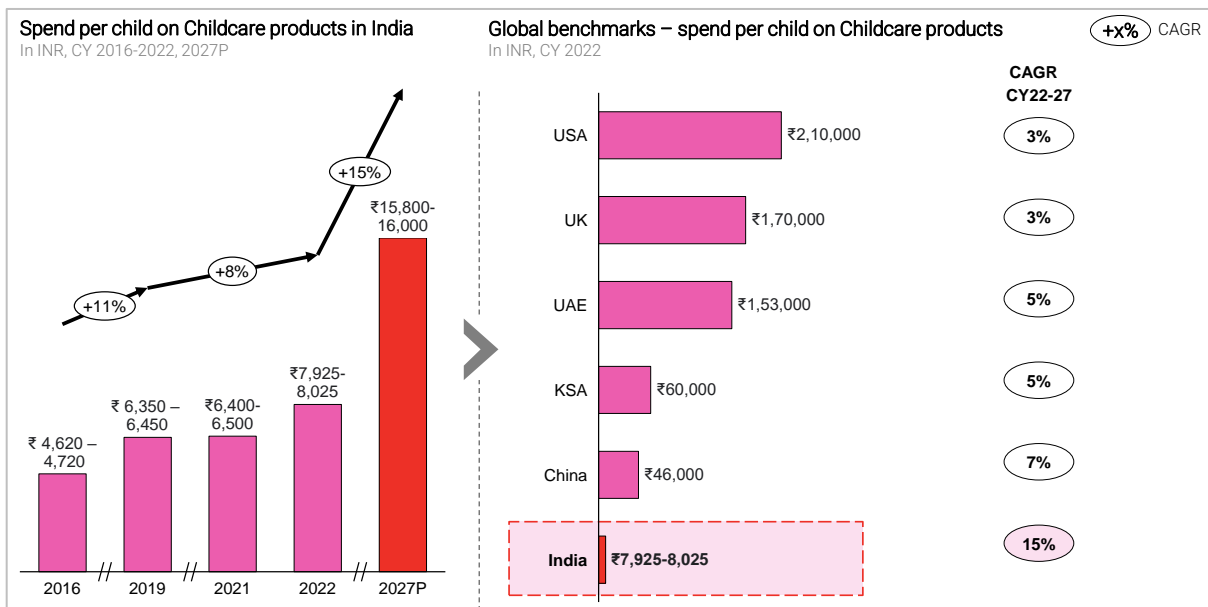 Spend per child on Childcare products in India
In INR, CY 2016-2022, 2027P
+11%
+8%
+15%
₹ 4,620 –
4,720
₹ 6,350 –
6,450
₹6,400-
6,500
₹7,925-
8,025
₹15,800-
16,000
2016
2019
2021
2022
2027P
Global benchmarks – spend per child on Childcare products
In INR, CY 2022
+x% CAGR
CAGR
CY22-27
USA ₹2,10,000 3%
UK ₹1,70,000 3%
UAE ₹1,53,000 5%
KSA ₹60,000 5%
China ₹46,000 7%
India ₹7,925-8,025 15%